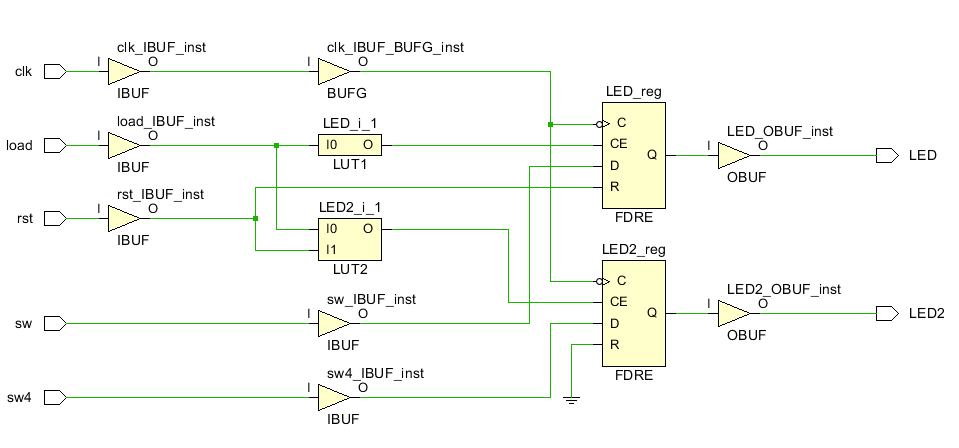 clk_IBUF_inst
clk_IBUF_BUFG_inst
I
O
I
O
clk
IBUF
BUFG
LED_reg
load_IBUF_inst
LED_i_1
C
LED_OBUF_inst
I
O
I0
O
CE
I
O
load
Q
LED
IBUF
LUT1
D
OBUF
rst_IBUF_inst
R
I
O
LED2_i_1
FDRE
rst
I0
O
IBUF
I1
LED2_reg
LUT2
C
LED2_OBUF_inst
sw_IBUF_inst
CE
I
O
I
O
Q
LED2
sw
D
IBUF
R
OBUF
sw4_IBUF_inst
FDRE
I
O
sw4
IBUF